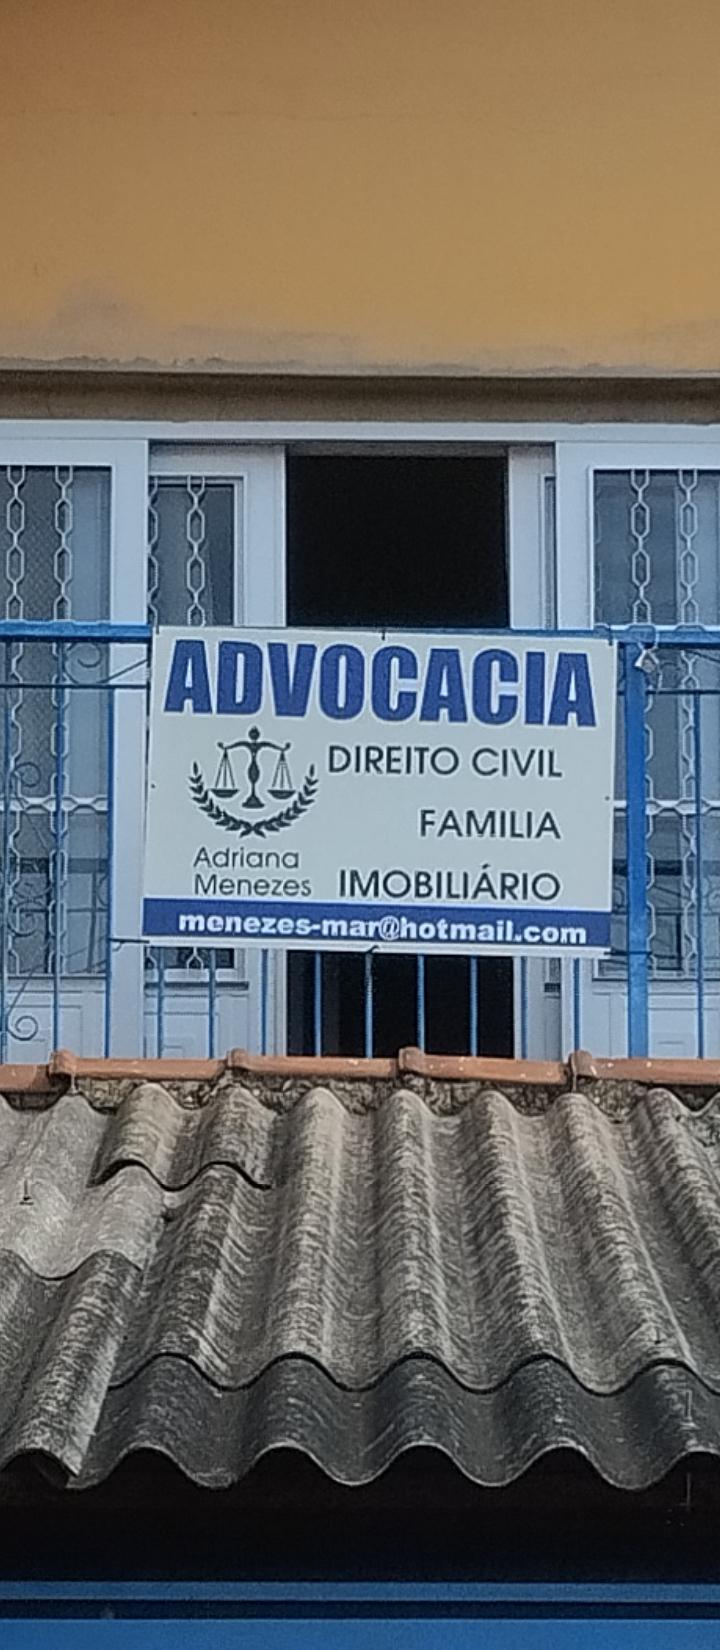 ADVOCACIA
DIREITO CIVIL
FAMILIA
IMOBILIÁRIO
Adriana
Menezes
menezes-mar@hotmail.com